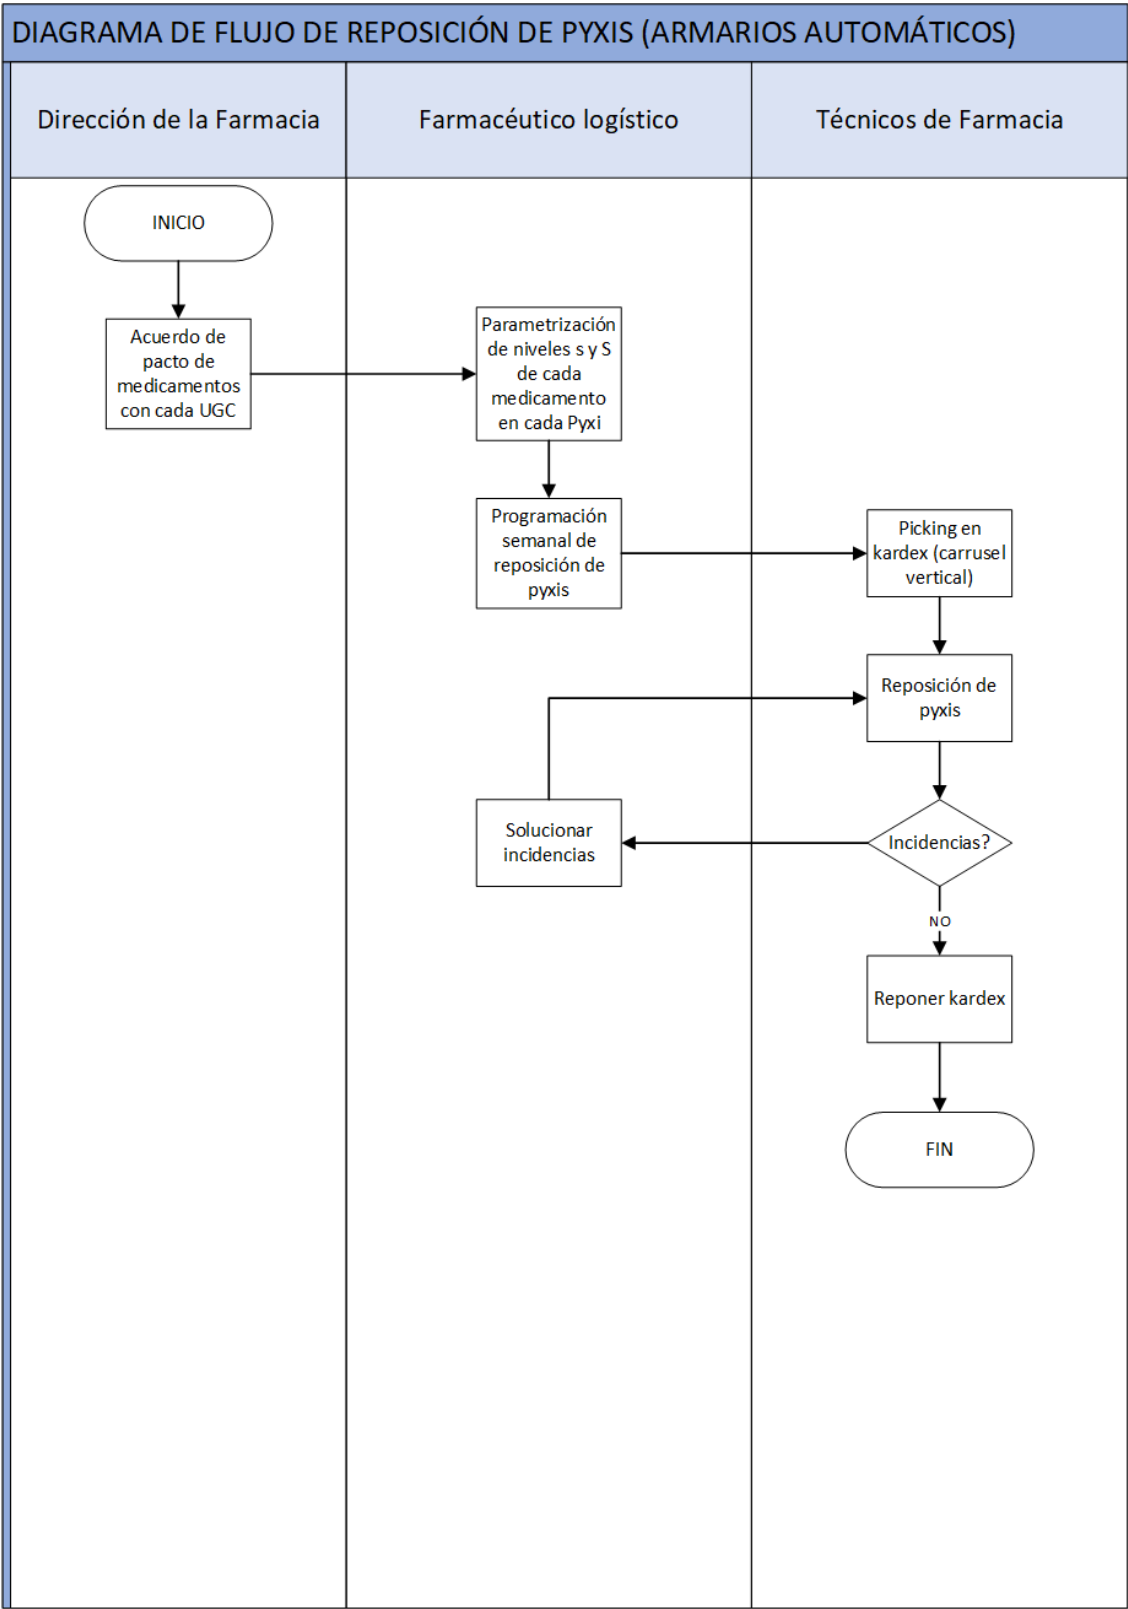 DIAGRAMA DE FLUJO DE REPOSICIÓN DE PYXIS (ARMARIOS AUTOMÁTICOS)
Dirección de la Farmacia
Farmacéutico logístico
Técnicos de Farmacia
INICIO
Acuerdo de
pacto de
medicamentos
con cada UGC
Parametrización
de niveles s y S
de cada
medicamento
en cada Pyxi
Programación
semanal de
reposición de
pyxis
Picking en
kardex (carrusel
vertical)
Reposición de
pyxis
Solucionar
incidencias
Incidencias?
NO
Reponer kardex
FIN